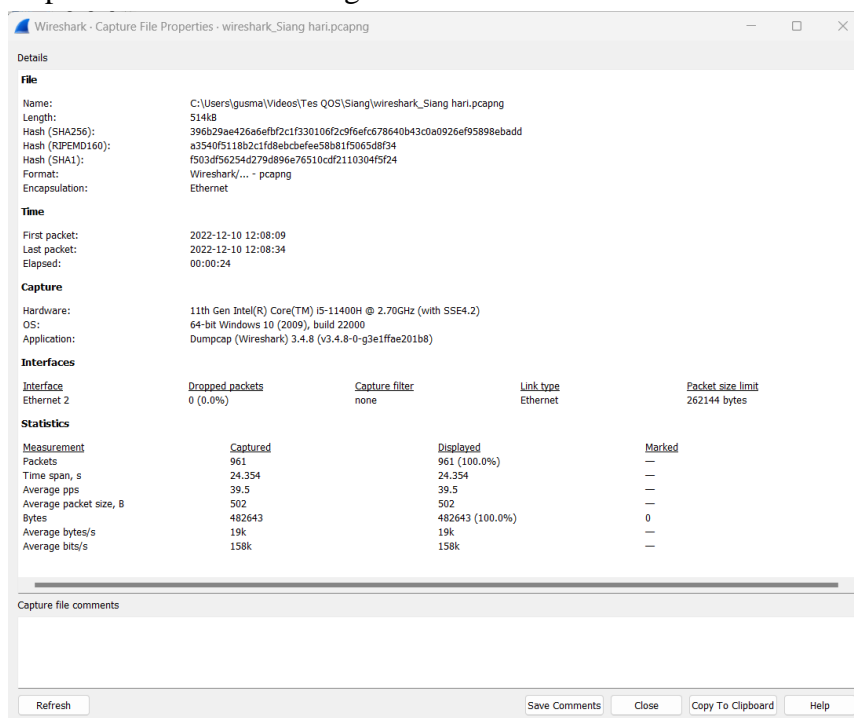 Wireshark · Capture File Properties · wireshark_Siang hari.pcapng
Details
File
Name: C:\Users\gusma\Videos\Tes QOS\Siang\wireshark_Siang hari.pcapng
Length: 514kB
Hash (SHA256): 396b29ae426a6efbf2c1f330106f2c9f6efc678640b43c0a0926ef95898ebadd
Hash (RIPEMD160): a3540f5118b2c1fd8ebcbefee58b81f5065d8f34
Hash (SHA1): f503df56254d279d896e76510cdf2110304f5f24
Format: Wireshark/... - pcapng
Encapsulation: Ethernet
Time
First packet: 2022-12-10 12:08:09
Last packet: 2022-12-10 12:08:34
Elapsed: 00:00:24
Capture
Hardware: 11th Gen Intel(R) Core(TM) i5-11400H @ 2.70GHz (with SSE4.2)
OS: 64-bit Windows 10 (2009), build 22000
Application: Dumpcap (Wireshark) 3.4.8 (v3.4.8-0-g3e1ffae201b8)
Interfaces
Interface Dropped packets Capture filter Link type Packet size limit
Ethernet 2 0 (0.0%) none Ethernet 262144 bytes
Statistics
Measurement Captured Displayed Marked
Packets 961 961 (100.0%) —
Time span, s 24.354 24.354 —
Average pps 39.5 39.5 —
Average packet size, B 502 502 —
Bytes 482643 482643 (100.0%) 0
Average bytes/s 19k 19k —
Average bits/s 158k 158k —
Capture file comments
Refresh Save Comments Close Copy To Clipboard Help